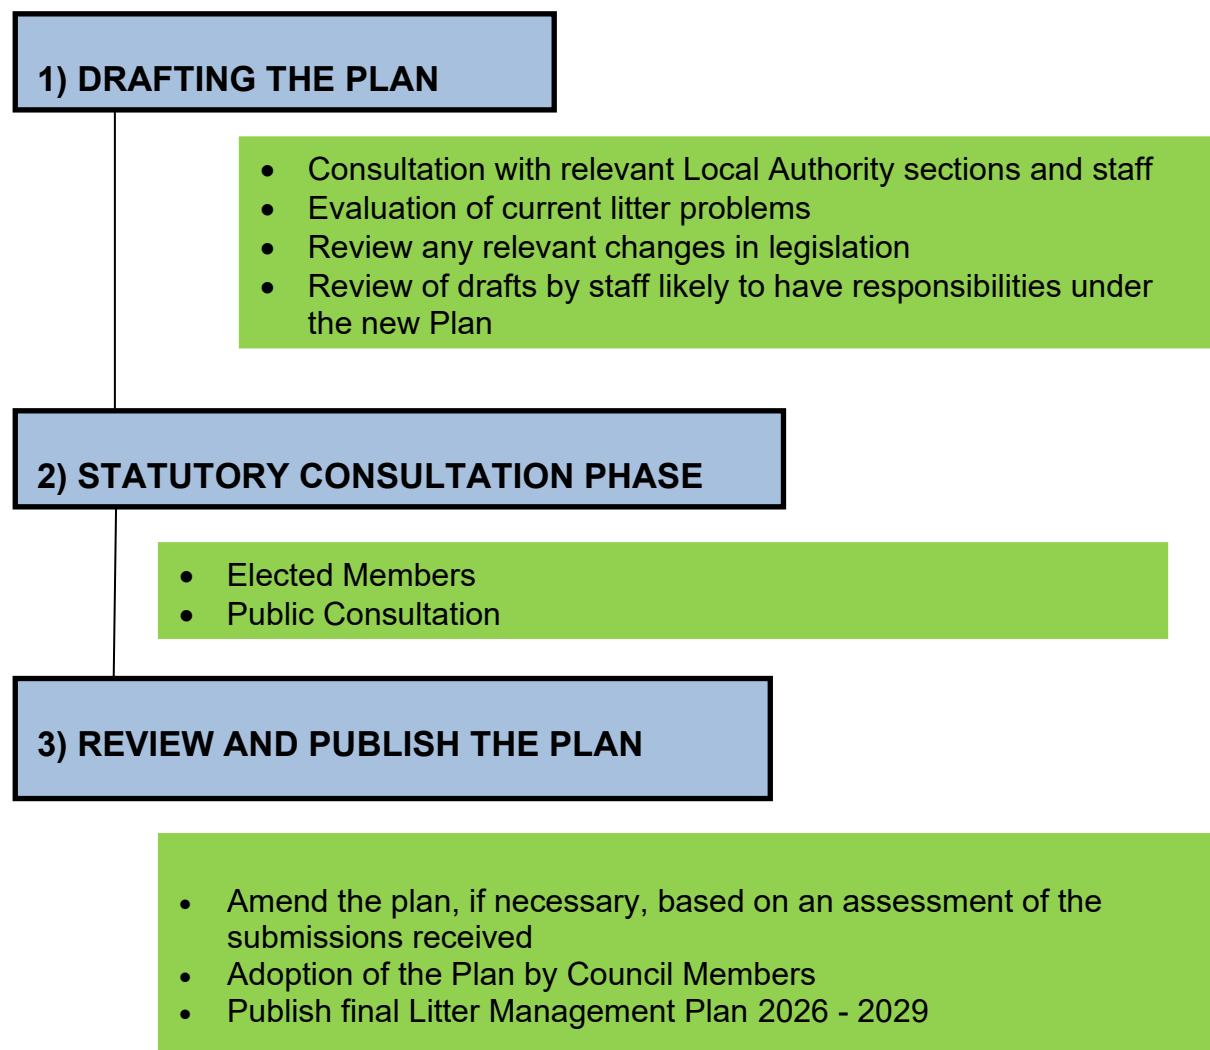 1) DRAFTING THE PLAN
• Consultation with relevant Local Authority sections and staff
• Evaluation of current litter problems
• Review any relevant changes in legislation
• Review of drafts by staff likely to have responsibilities under
the new Plan
2) STATUTORY CONSULTATION PHASE
• Elected Members
• Public Consultation
3) REVIEW AND PUBLISH THE PLAN
• Amend the plan, if necessary, based on an assessment of the
submissions received
• Adoption of the Plan by Council Members
• Publish final Litter Management Plan 2026 - 2029